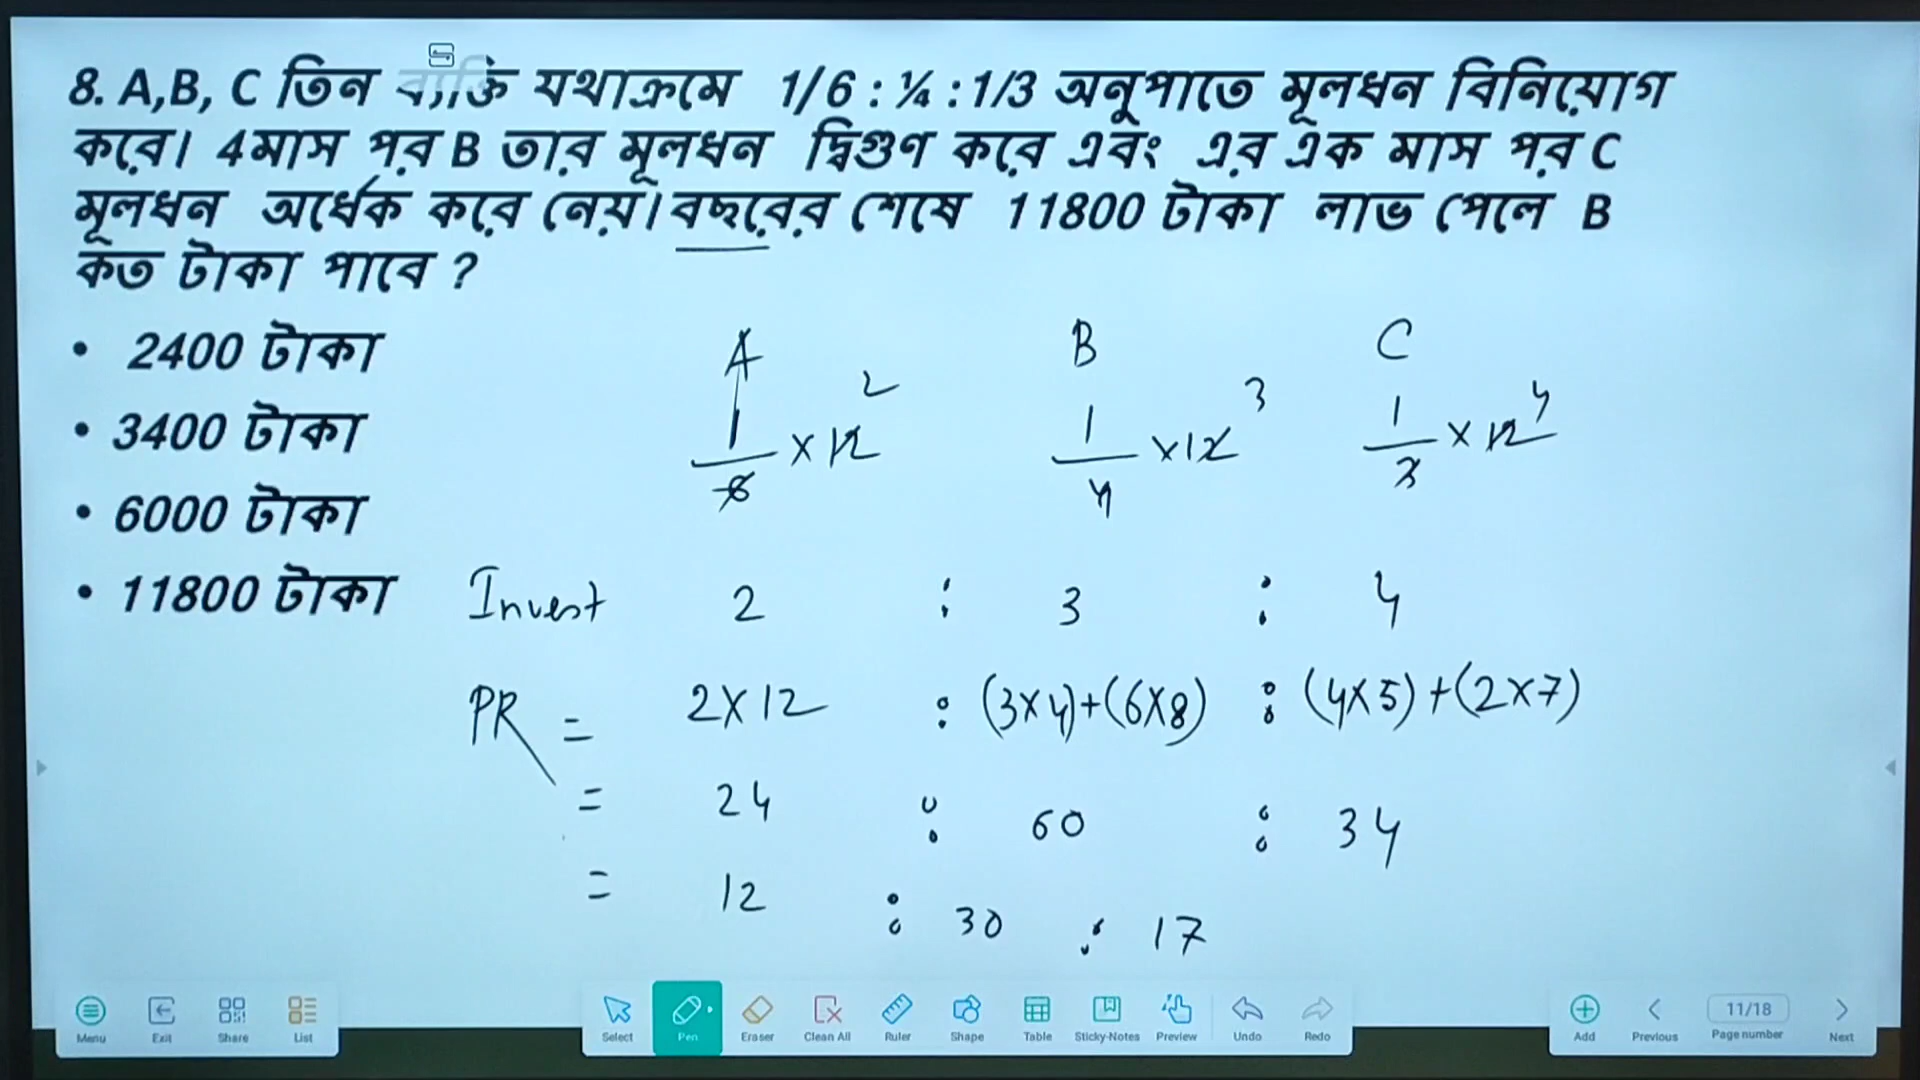 8. A,B, C তিন ব্যক্তি যথাক্রমে 1/6 : ¼ : 1/3 অনুপাতে মূলধন বিনিয়োগ
করে। 4মাস পর B তার মূলধন দ্বিগুণ করে এবং এর এক মাস পর C
মূলধন অর্ধেক করে নেয়। বছরের শেষে 11800 টাকা লাভ পেলে B
কত টাকা পাবে ?
• 2400 টাকা
• 3400 টাকা
• 6000 টাকা
• 11800 টাকা
A B C
1/6 × 12 2 1/4 × 12 3 1/3 × 12 4
Invest 2 : 3 : 4
PR = 2 × 12 : (3×4)+(6×8) : (4×5)+(2×7)
= 24 : 60 : 34
= 12 : 30 : 17
Menu Exit Share List Select Pen Eraser Clean All Ruler Shape Table Sticky-Notes Preview Undo Redo Add Previous 11/18 Page number Next